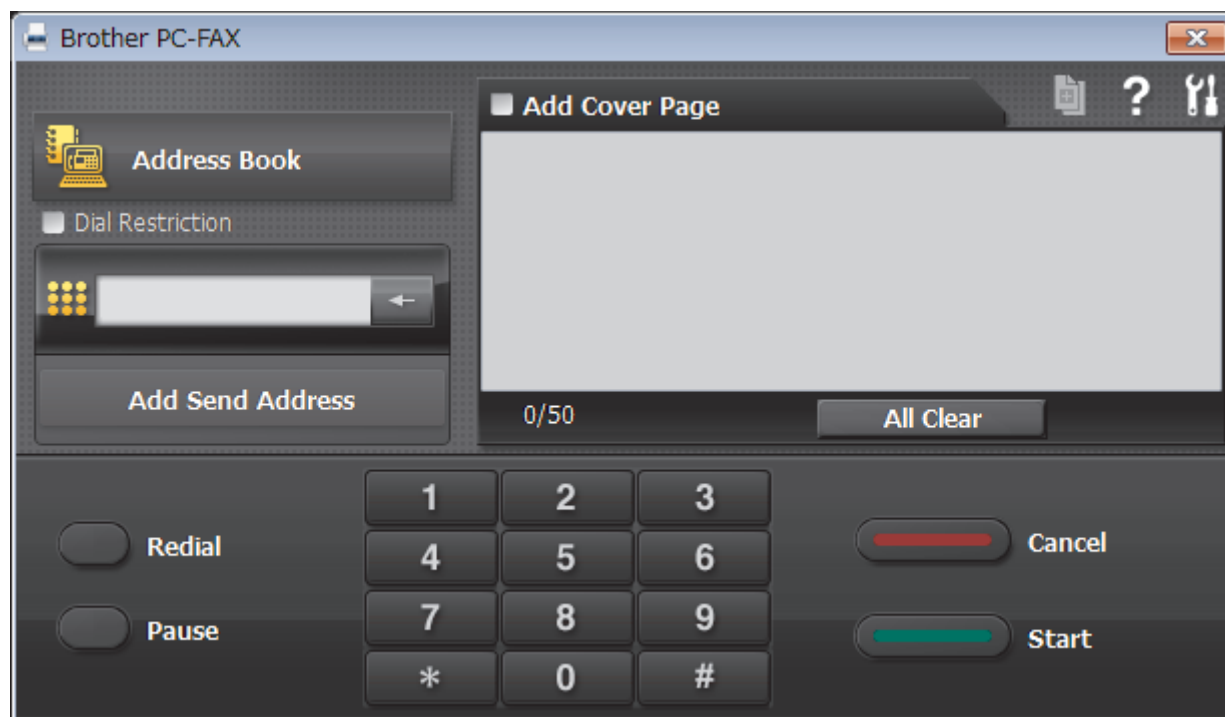 Brother PC-FAX
Add Cover Page
?
Address Book
Dial Restriction
Add Send Address
0/50
All Clear
1 2 3
Redial
4 5 6
Cancel
Pause
7 8 9
Start
* 0 #